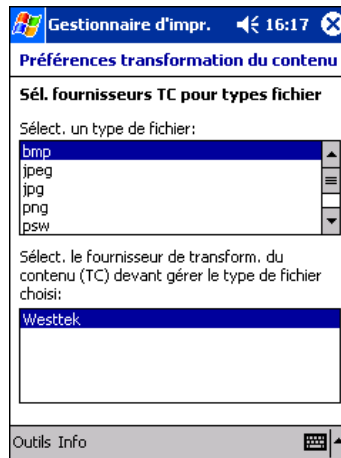 Gestionnaire d'impr. 16:17
Préférences transformation du contenu
Sél. fournisseurs TC pour types fichier
Sélect. un type de fichier:
bmp
jpeg
jpg
png
psw
Sélect. le fournisseur de transform. du
contenu (TC) devant gérer le type de fichier
choisi:
Westtek
Outils Info